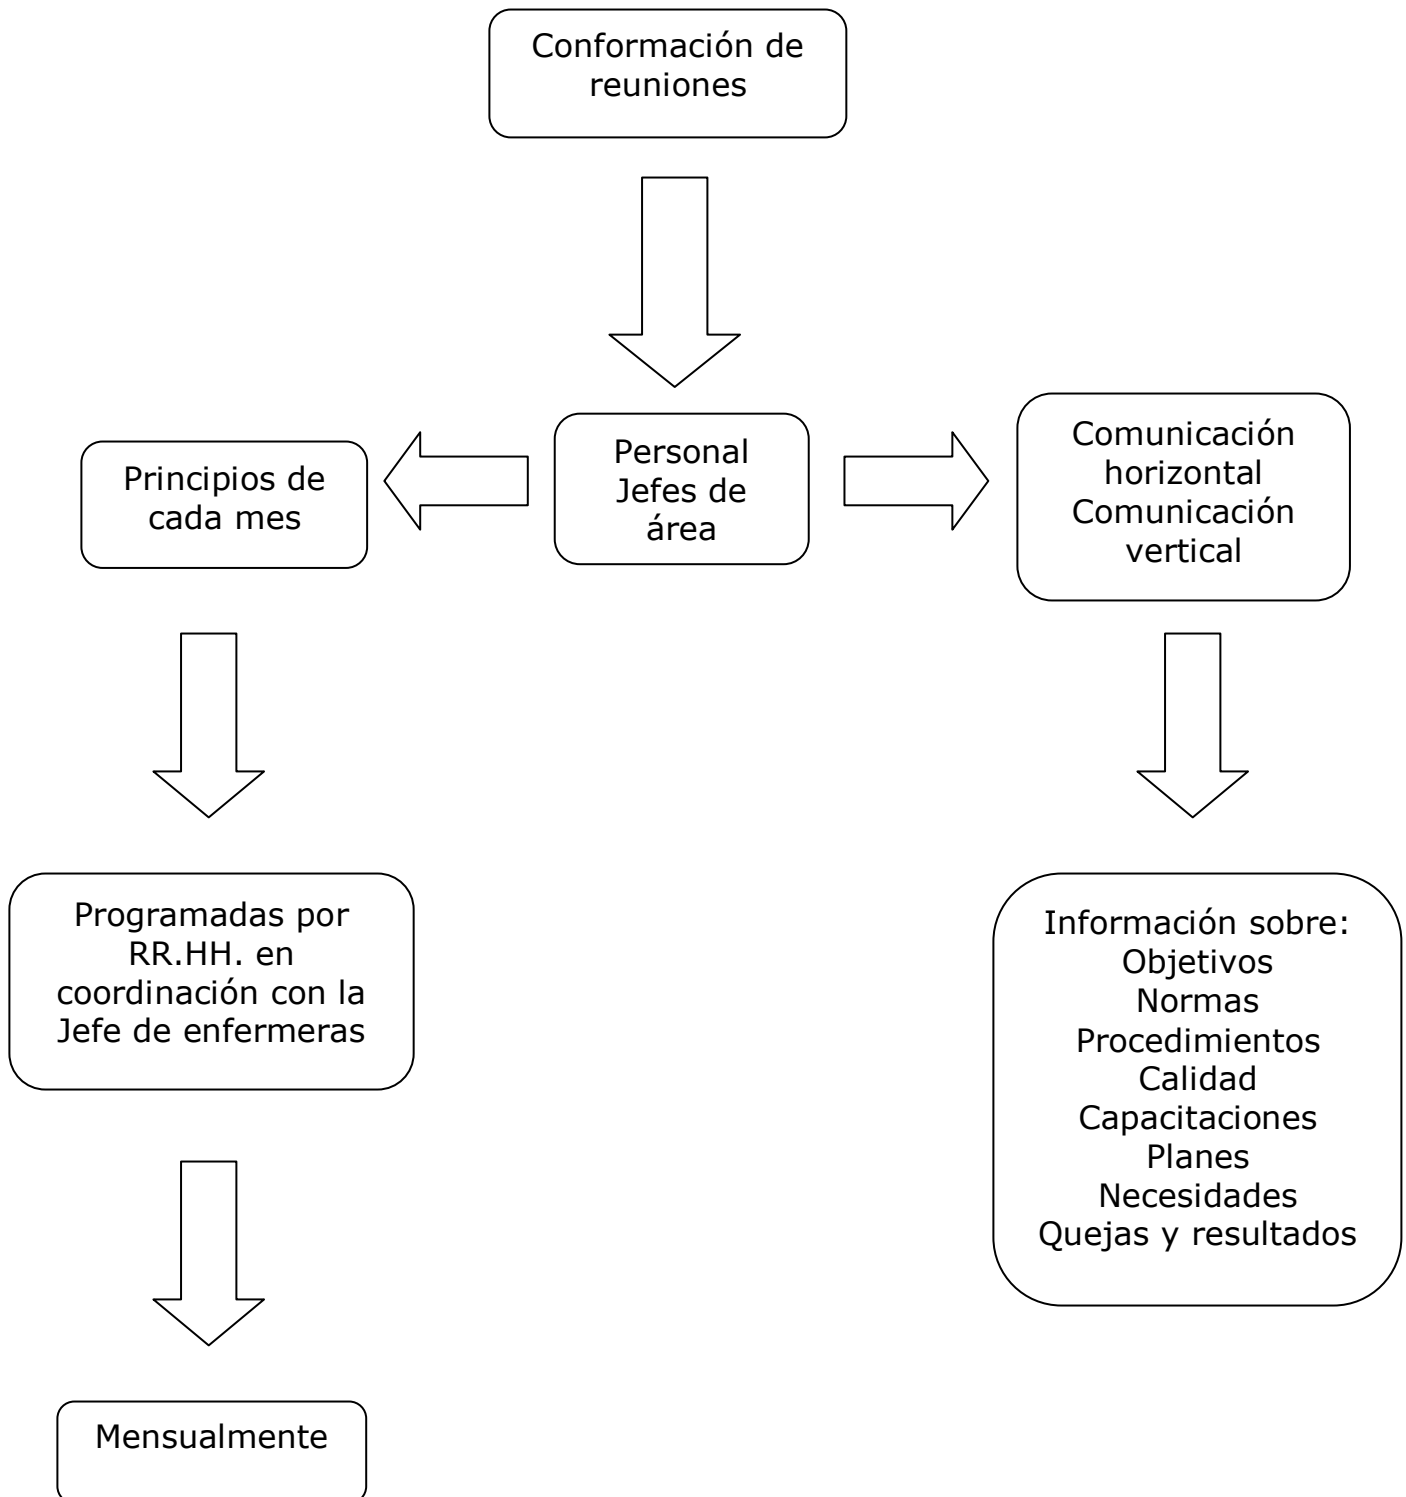 Conformación de
reuniones
Personal
Jefes de
área
Principios de
cada mes
Comunicación
horizontal
Comunicación
vertical
Programadas por
RR.HH. en
coordinación con la
Jefe de enfermeras
Información sobre:
Objetivos
Normas
Procedimientos
Calidad
Capacitaciones
Planes
Necesidades
Quejas y resultados
Mensualmente